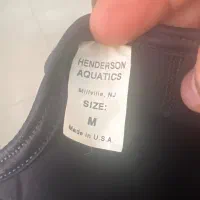 HENDERSON
AQUATICS
Millville, NJ
SIZE:
M
Made in U.S.A.